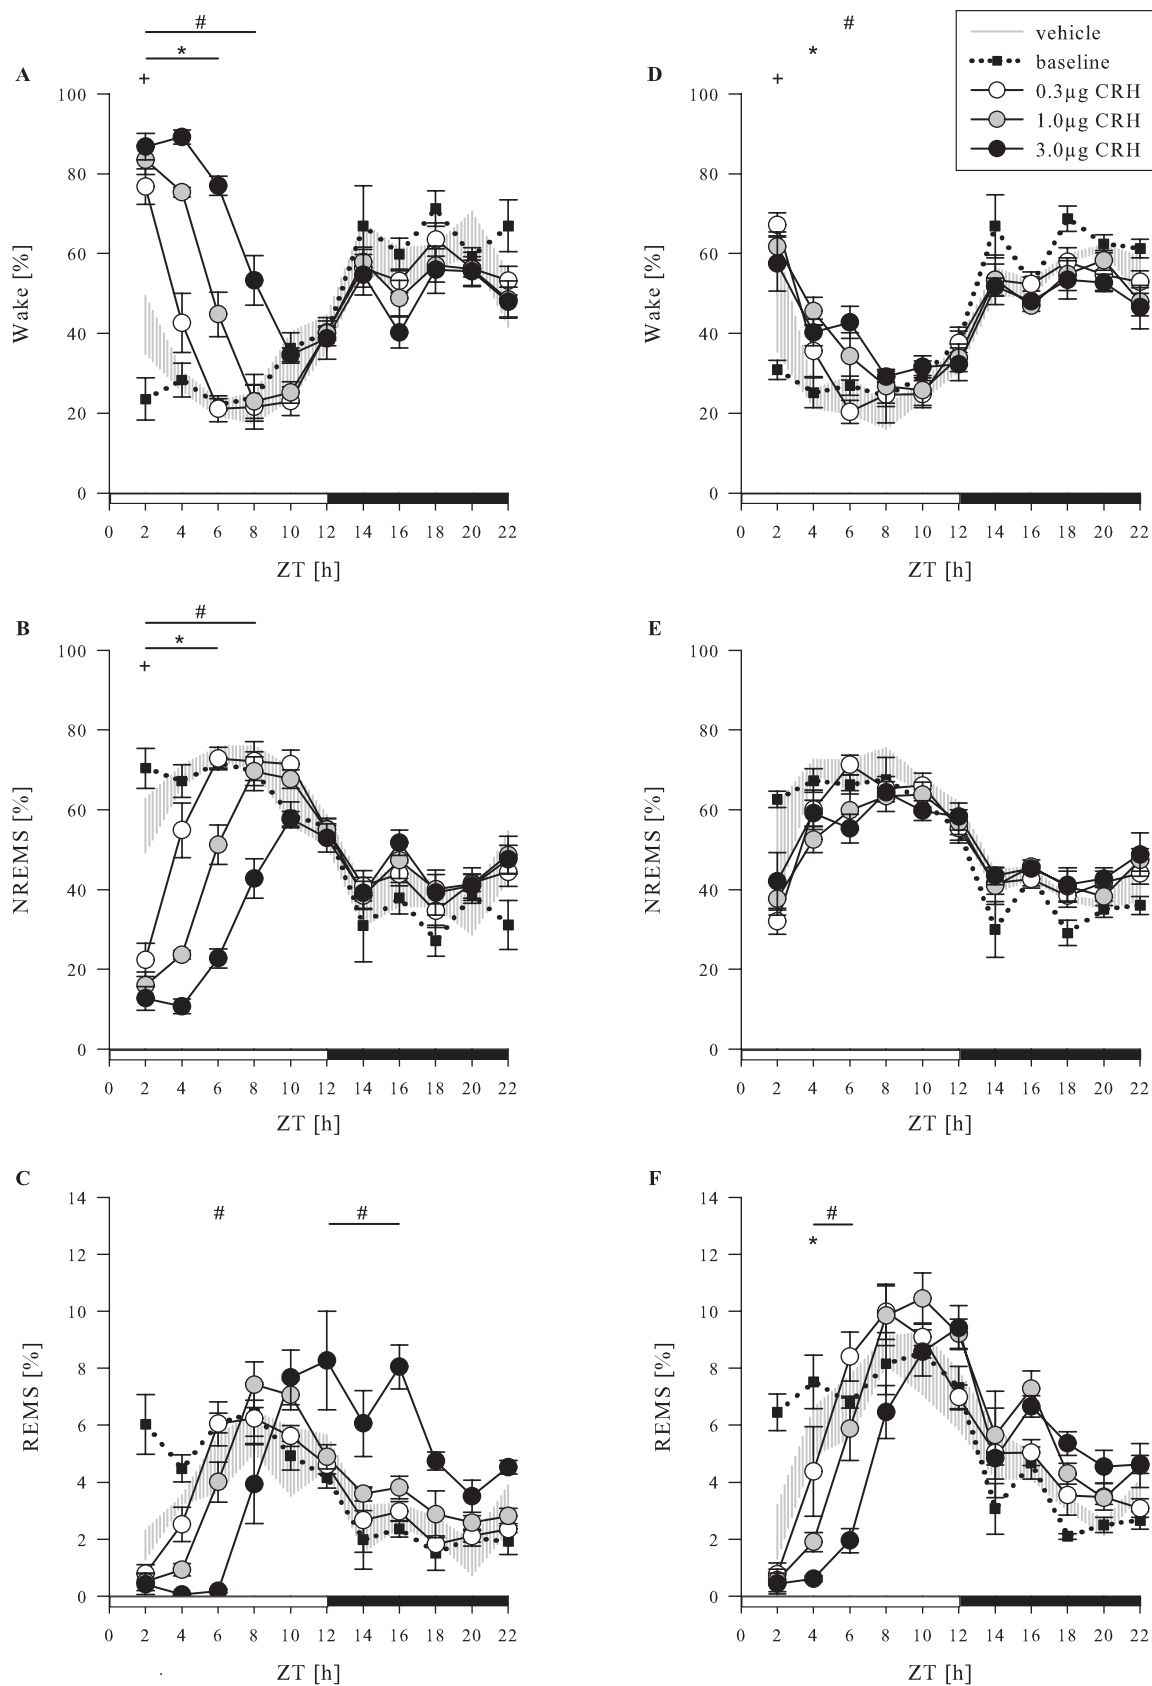 #
*
A
+
100
80
60
40
20
0
Wake [%]
0 2 4 6 8 10 12 14 16 18 20 22
ZT [h]
#
*
D
+
100
80
60
40
20
0
Wake [%]
0 2 4 6 8 10 12 14 16 18 20 22
ZT [h]
vehicle
baseline
0.3µg CRH
1.0µg CRH
3.0µg CRH
#
*
B
+
100
80
60
40
20
0
NREMS [%]
0 2 4 6 8 10 12 14 16 18 20 22
ZT [h]
E
100
80
60
40
20
0
NREMS [%]
0 2 4 6 8 10 12 14 16 18 20 22
ZT [h]
C
# #
14
12
10
8
6
4
2
0
REMS [%]
0 2 4 6 8 10 12 14 16 18 20 22
ZT [h]
F
#
*
14
12
10
8
6
4
2
0
REMS [%]
0 2 4 6 8 10 12 14 16 18 20 22
ZT [h]